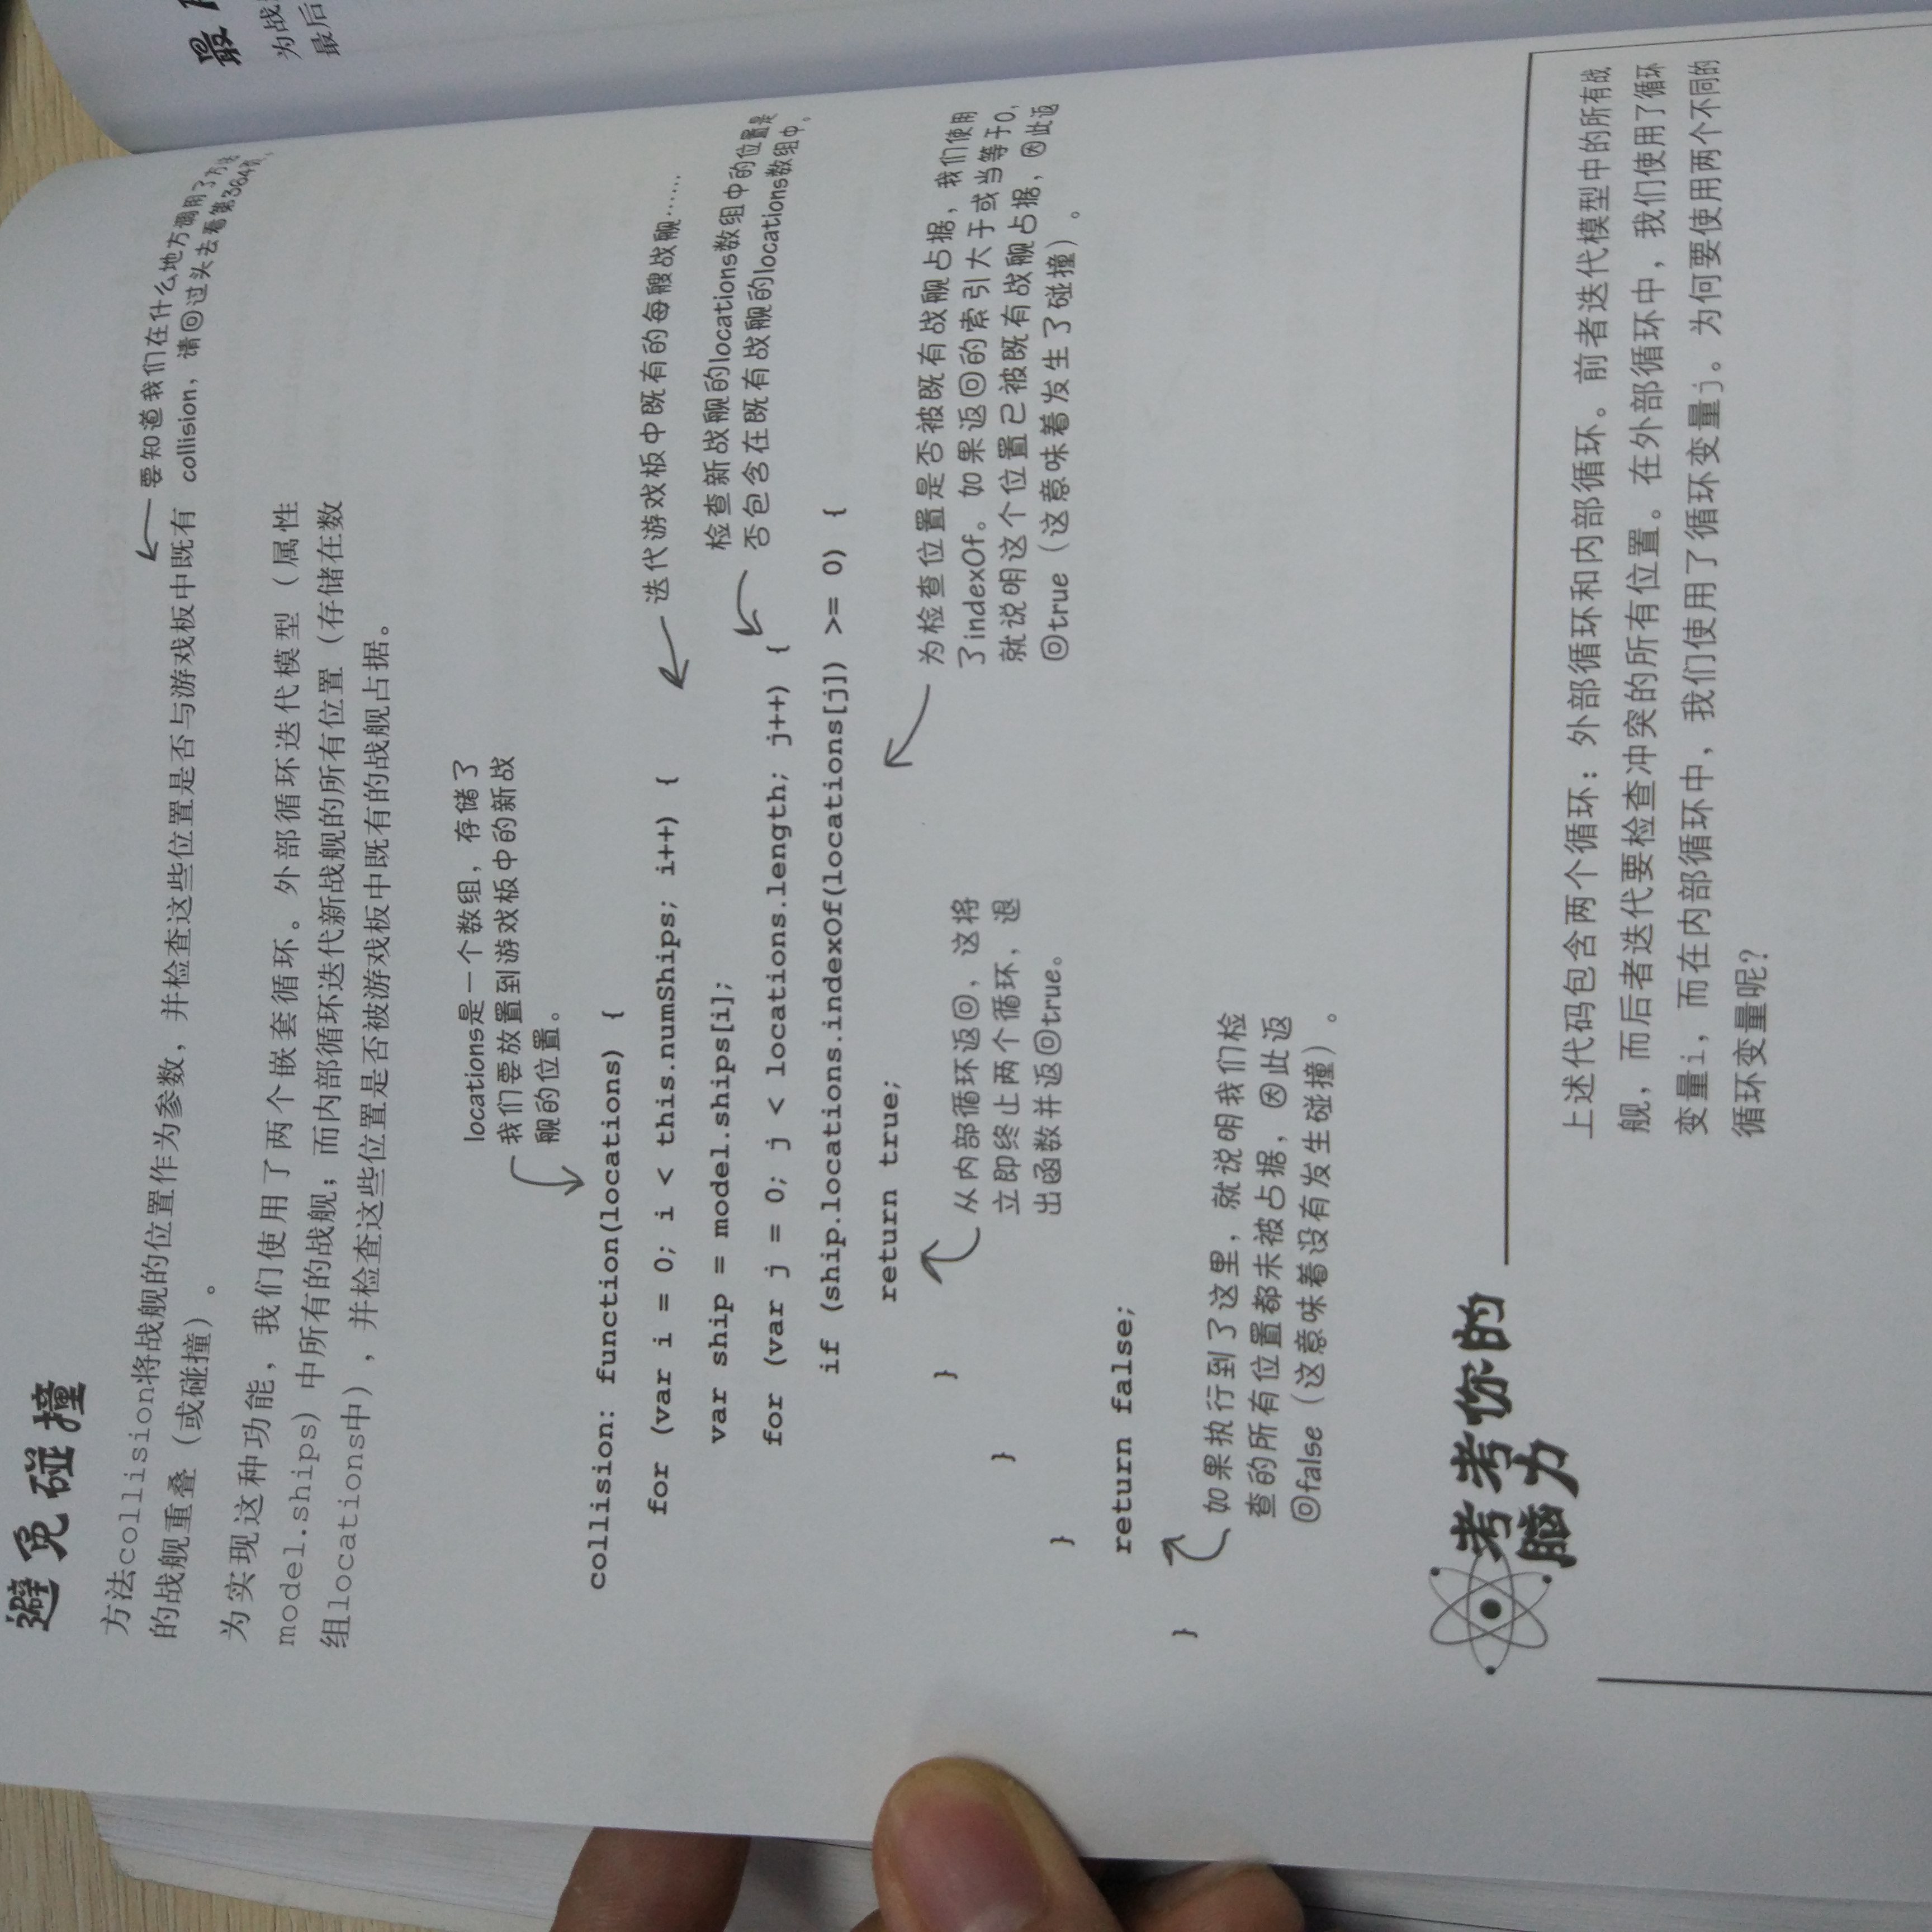 避免碰撞
要知道我们在什么地方调用了方法
collision，请回过头去看第364页。
方法collision将战舰的位置作为参数，并检查这些位置是否与游戏板中既有
的战舰重叠（或碰撞）。
为实现这种功能，我们使用了两个嵌套循环。外部循环迭代模型（属性
model.ships）中所有的战舰；而内部循环迭代新战舰的所有位置（存储在数
组locations中），并检查这些位置是否被游戏板中既有的战舰占据。
locations是一个数组，存储了
我们要放置到游戏板中的新战
舰的位置。
collision: function(locations) {
for (var i = 0; i < this.numShips; i++) {
迭代游戏板中既有的每艘战舰……
var ship = model.ships[i];
检查新战舰的locations数组中的位置是
否包含在既有战舰的locations数组中。
for (var j = 0; j < locations.length; j++) {
if (ship.locations.indexOf(locations[j]) >= 0) {
return true;
为检查位置是否被既有战舰占据，我们使用
了indexOf。如果返回的索引大于或当等于0，
就说明这个位置已被既有战舰占据，因此返
回true（这意味着发生了碰撞）。
}
从内部循环返回，这将
立即终止两个循环，退
出函数并返回true。
}
}
return false;
}
如果执行到了这里，就说明我们检
查的所有位置都未被占据，因此返
回false（这意味着没有发生碰撞）。
考考你的
脑力
上述代码包含两个循环：外部循环和内部循环。前者迭代模型中的所有战
舰，而后者迭代要检查冲突的所有位置。在外部循环中，我们使用了循环
变量i，而在内部循环中，我们使用了循环变量j。为何要使用两个不同的
循环变量呢？
最
为战
最后